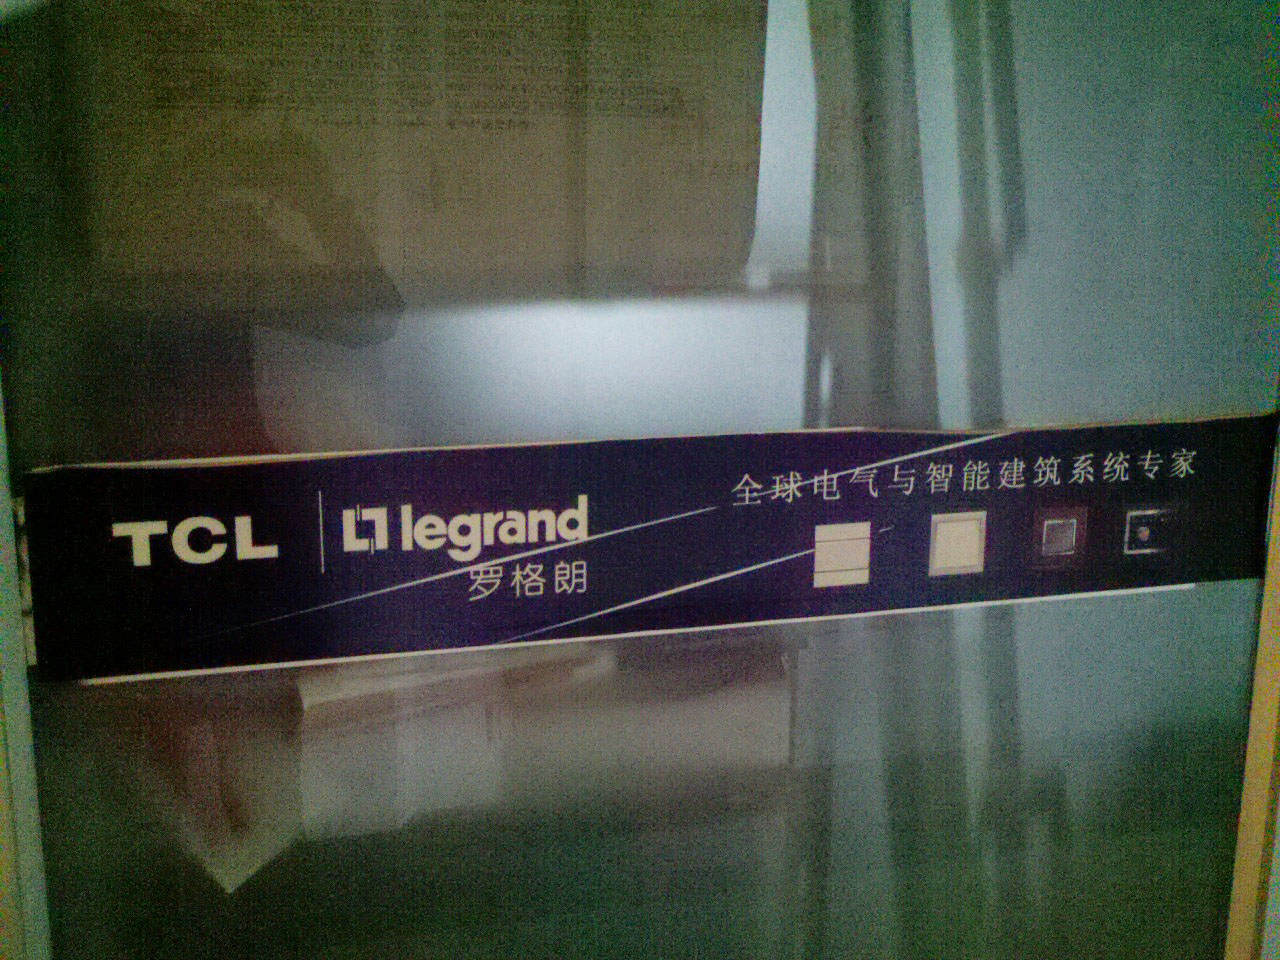 TCL legrand
罗格朗
全球电气与智能建筑系统专家